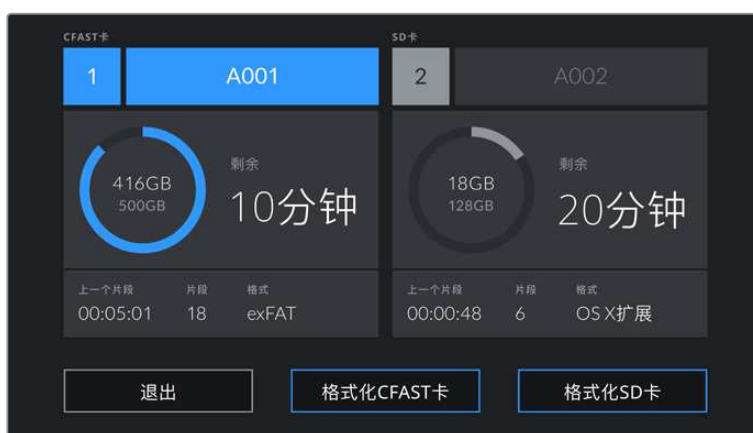 CFAST卡
1
A001
416GB
500GB
剩余
10分钟
上一个片段 片段 格式
00:05:01 18 exFAT
SD卡
2
A002
18GB
128GB
剩余
20分钟
上一个片段 片段 格式
00:00:48 6 OS X扩展
退出
格式化CFAST卡
格式化SD卡